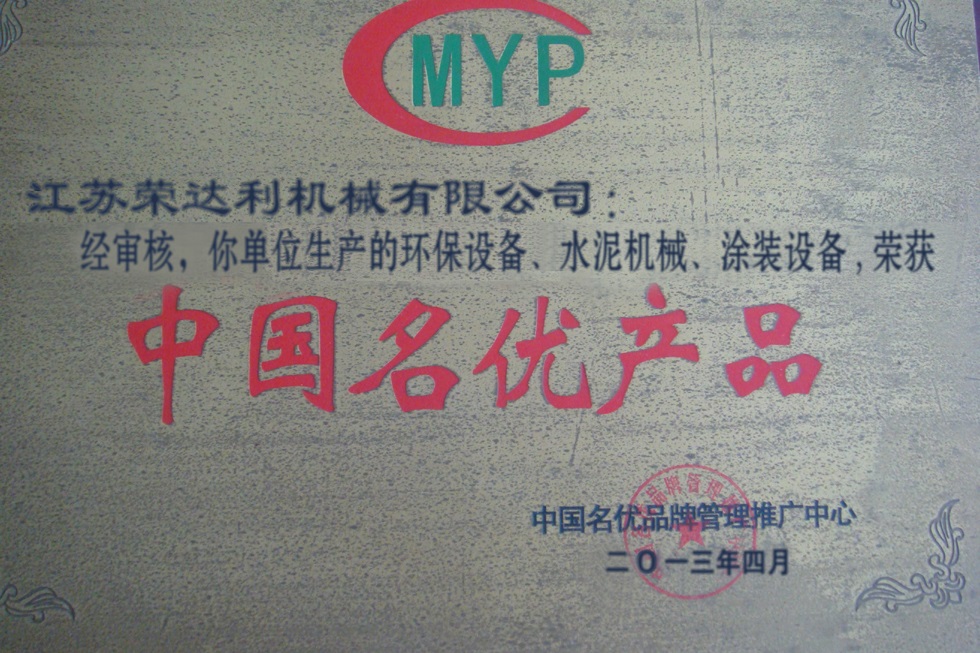 CMYP
江苏荣达利机械有限公司：
经审核，你单位生产的环保设备、水泥机械、涂装设备，荣获
中国名优产品
中国名优品牌管理推广中心
二〇一三年四月